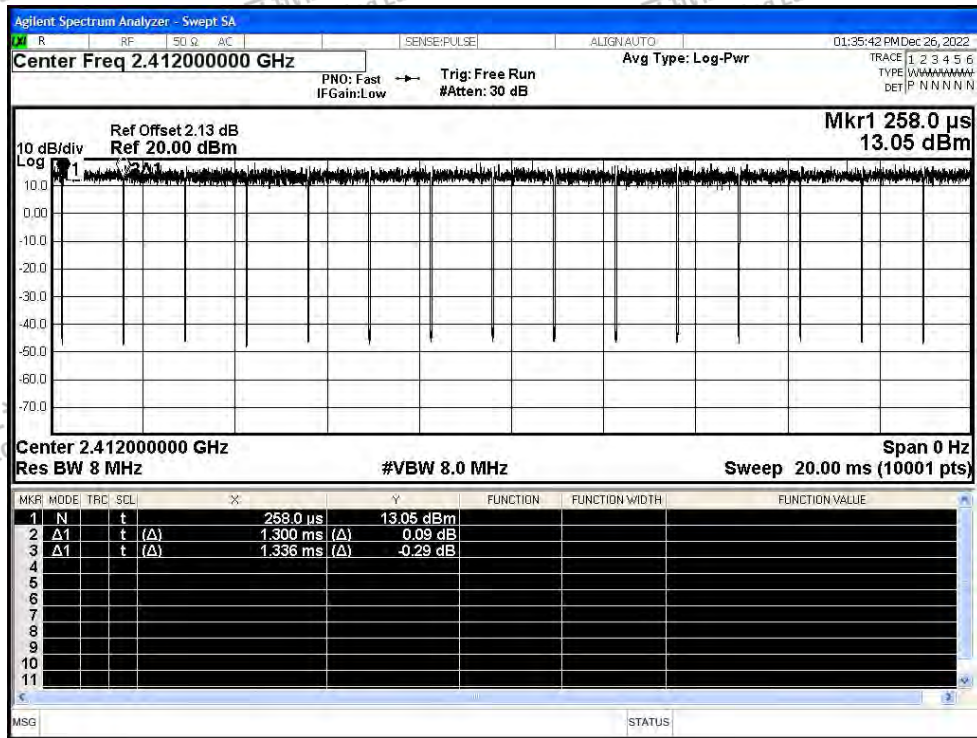 Agilent Spectrum Analyzer - Swept SA
LXI R RF 50 Ω AC SENSE:PULSE ALIGNAUTO 01:35:42 PM Dec 26, 2022
Center Freq 2.412000000 GHz
Avg Type: Log-Pwr
TRACE 1 2 3 4 5 6
TYPE WWWWWW
DET P N N N N N
PNO: Fast
IFGain:Low
Trig: Free Run
#Atten: 30 dB
Mkr1 258.0 µs
13.05 dBm
Ref Offset 2.13 dB
10 dB/div Ref 20.00 dBm
Log
1
2Δ1
10.0
0.00
-10.0
-20.0
-30.0
-40.0
-50.0
-60.0
-70.0
Center 2.412000000 GHz Span 0 Hz
Res BW 8 MHz #VBW 8.0 MHz Sweep 20.00 ms (10001 pts)
MKR MODE TRC SCL X Y FUNCTION FUNCTION WIDTH FUNCTION VALUE
1 N t 258.0 µs 13.05 dBm
2 Δ1 t (Δ) 1.300 ms (Δ) 0.09 dB
3 Δ1 t (Δ) 1.336 ms (Δ) -0.29 dB
4
5
6
7
8
9
10
11
MSG STATUS